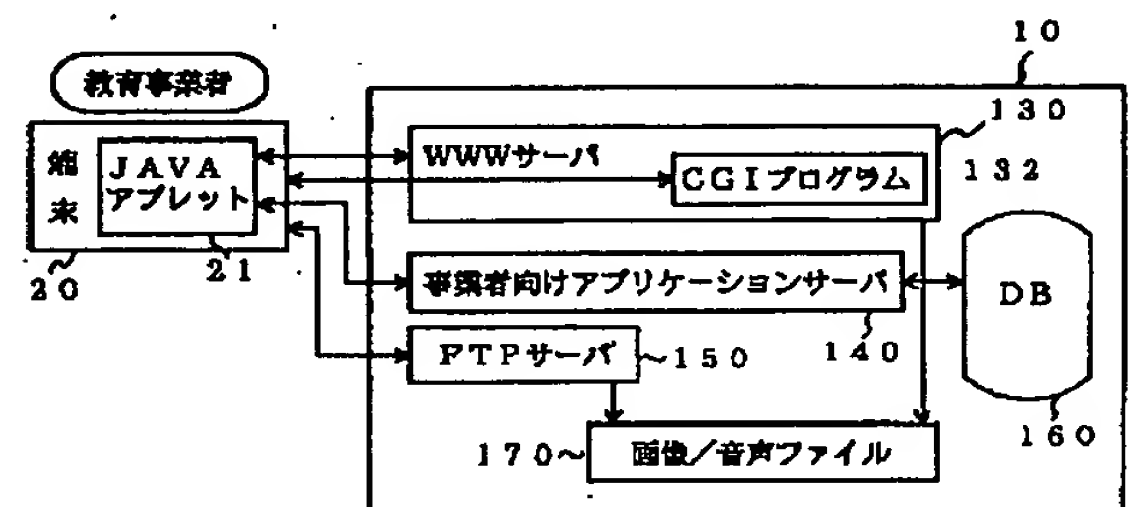 教育事業者
端末
JAVA
アプレット
21
20
10
130
WWWサーバ
CGIプログラム
132
事業者向けアプリケーションサーバ
140
DB
160
FTPサーバ
150
170
画像/音声ファイル